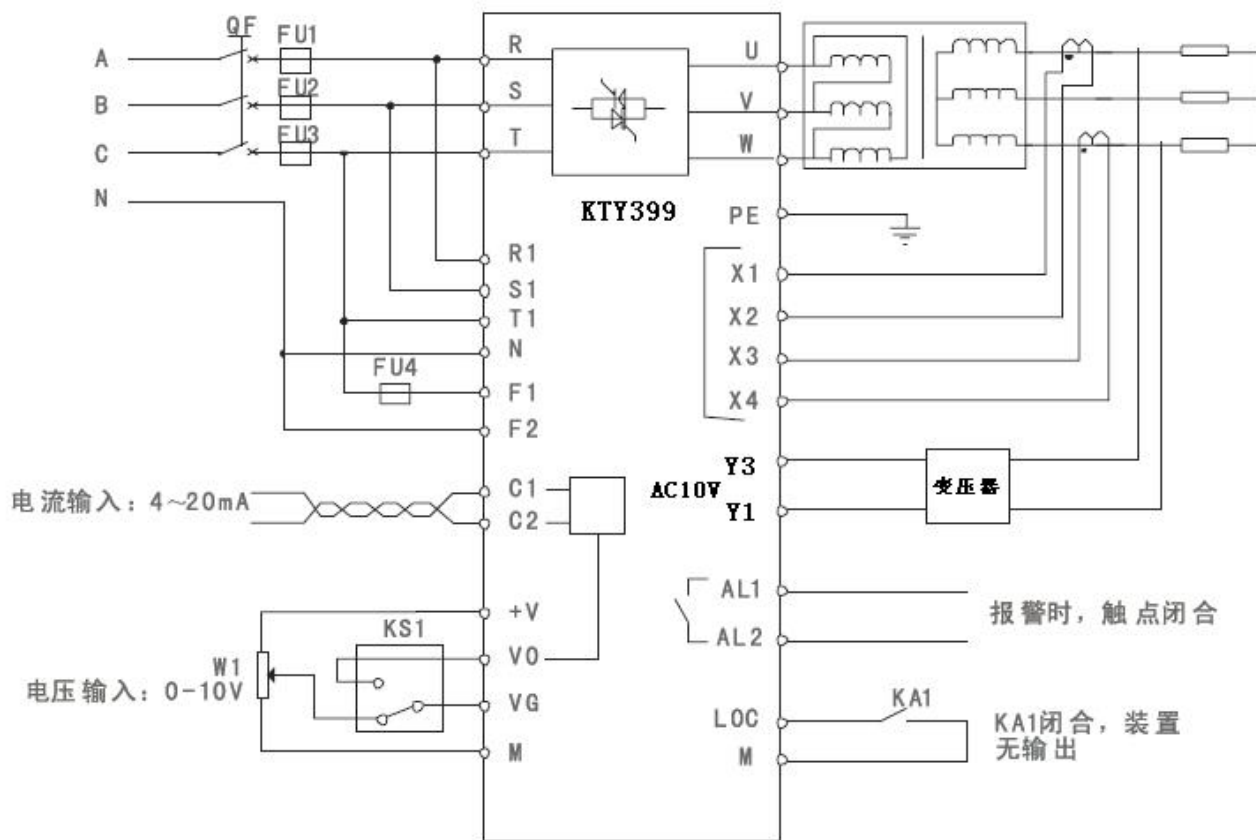 QF
FU1
A
R
U
FU2
B
S
V
FU3
C
T
W
N
KTY399
PE
R1
X1
S1
T1
X2
N
FU4
X3
F1
X4
F2
Y3
变压器
AC10V
Y1
电流输入：4～20mA
C1
C2
AL1
报警时，触点闭合
AL2
+V
KS1
W1
VO
电压输入：0-10V
VG
M
KA1
LOC
KA1闭合，装置
无输出
M